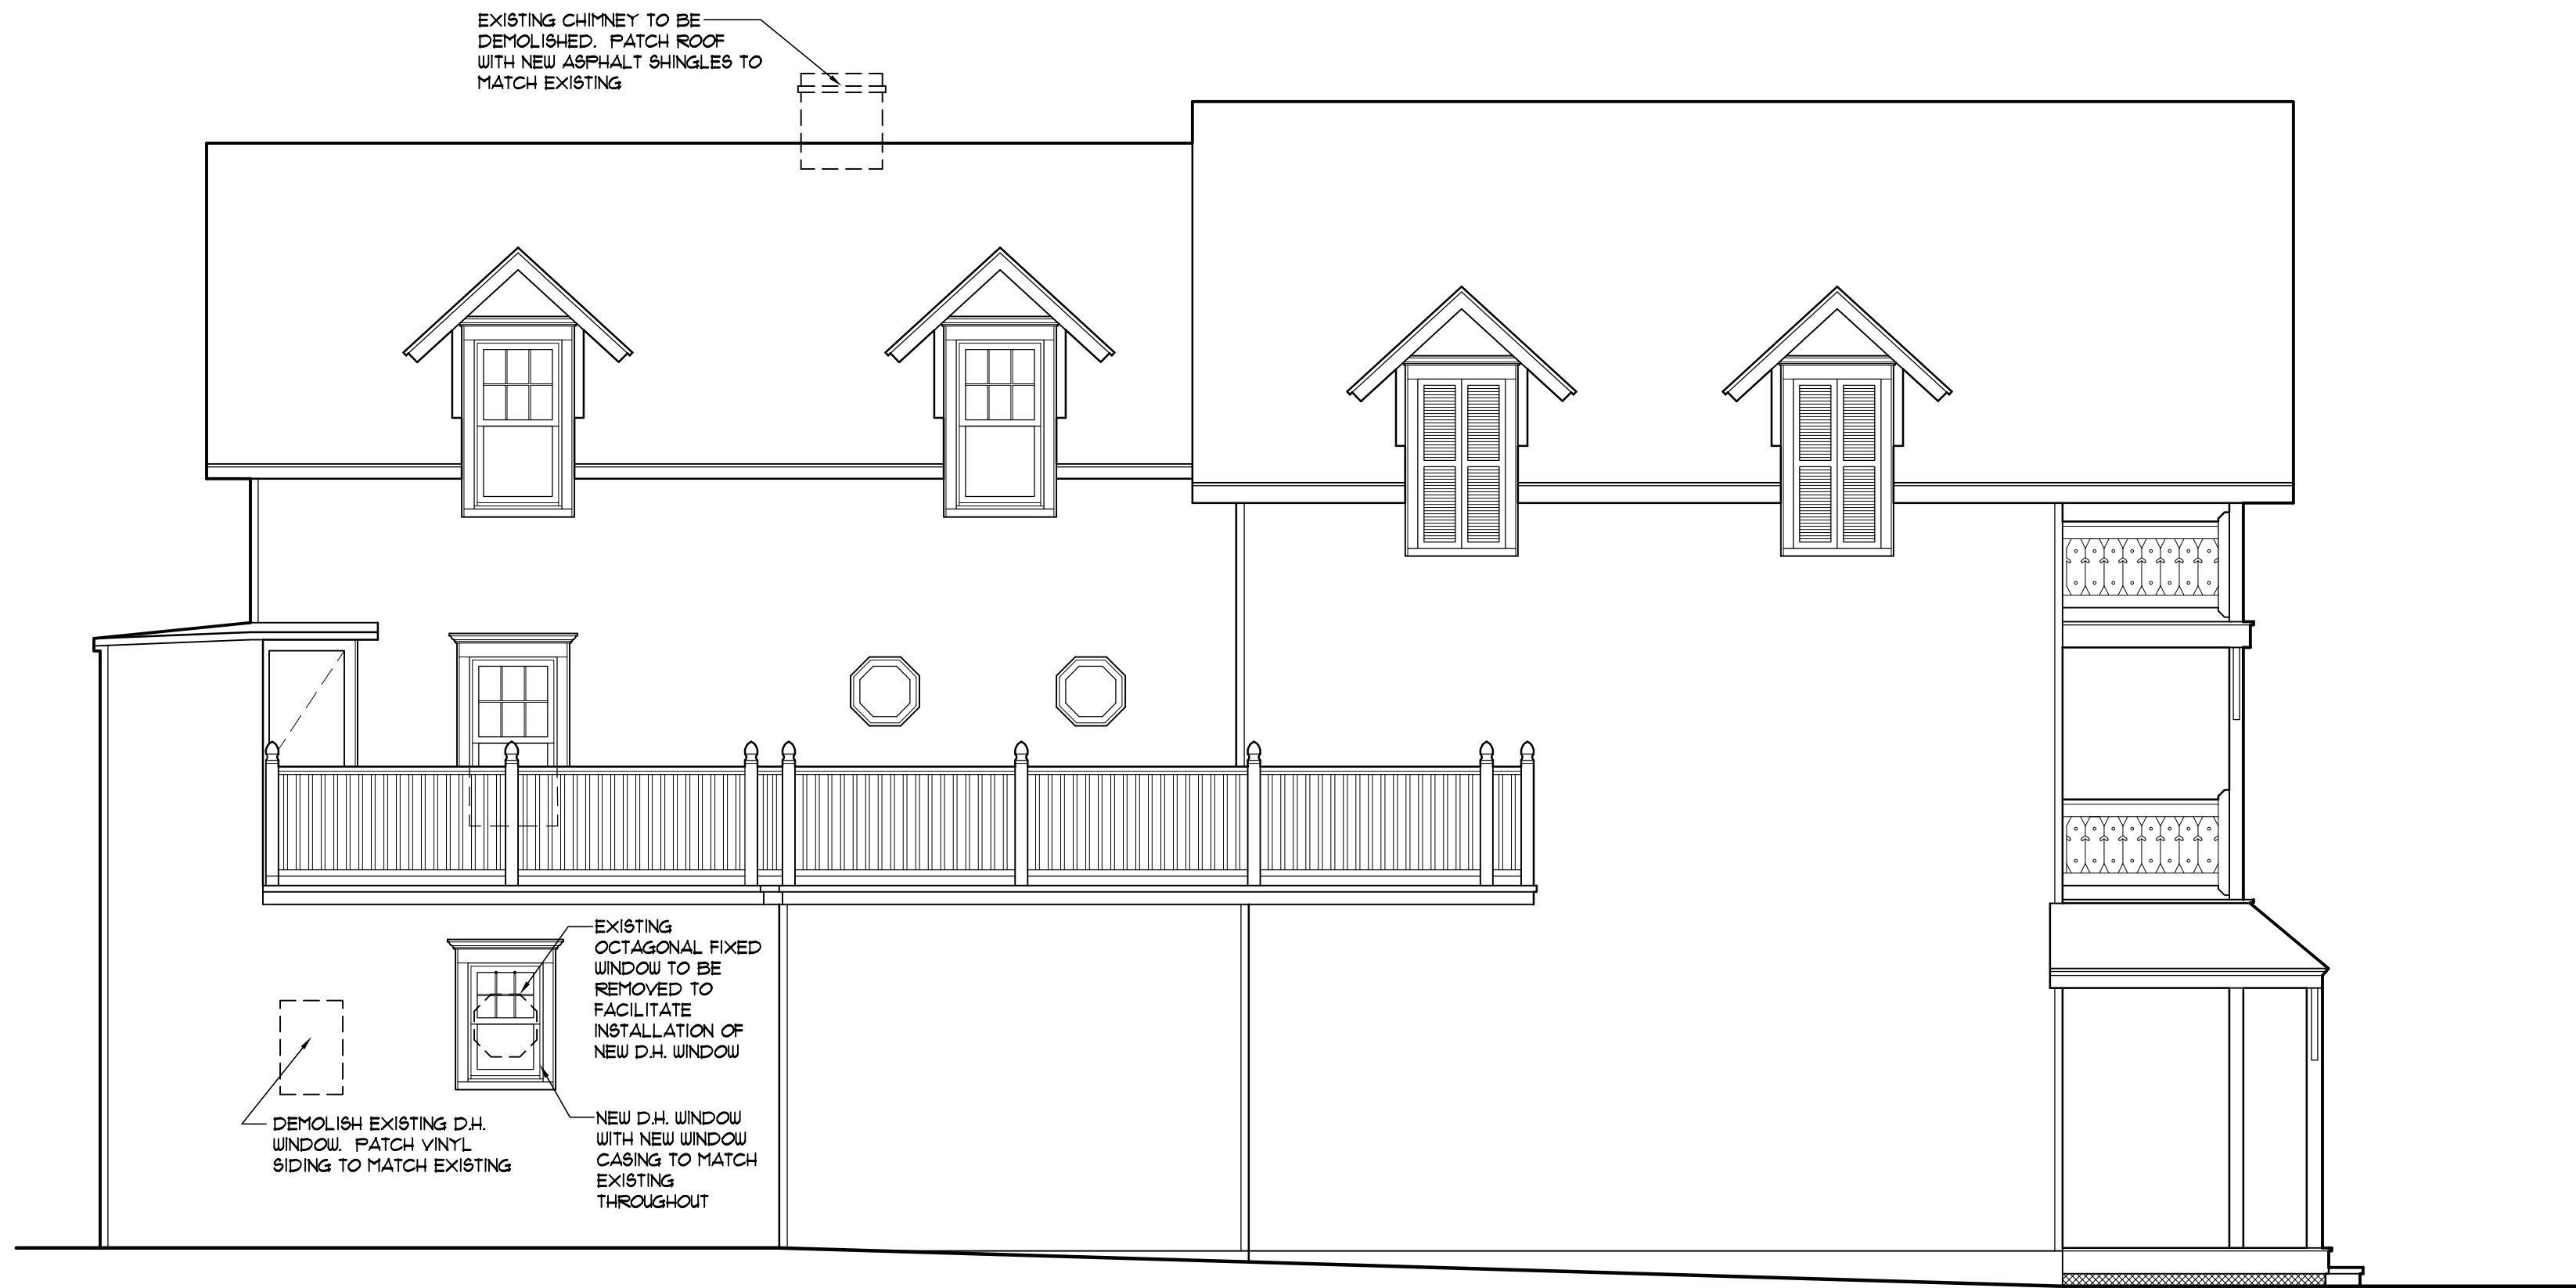 EXISTING CHIMNEY TO BE
DEMOLISHED. PATCH ROOF
WITH NEW ASPHALT SHINGLES TO
MATCH EXISTING
EXISTING
OCTAGONAL FIXED
WINDOW TO BE
REMOVED TO
FACILITATE
INSTALLATION OF
NEW D.H. WINDOW
DEMOLISH EXISTING D.H.
WINDOW. PATCH VINYL
SIDING TO MATCH EXISTING
NEW D.H. WINDOW
WITH NEW WINDOW
CASING TO MATCH
EXISTING
THROUGHOUT